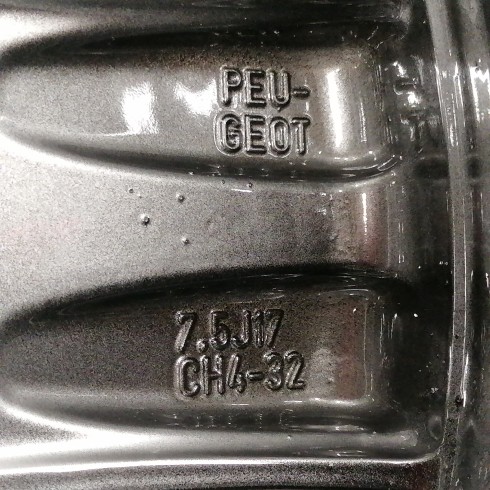 PEU-
GEOT
7.5J17
CH4-32